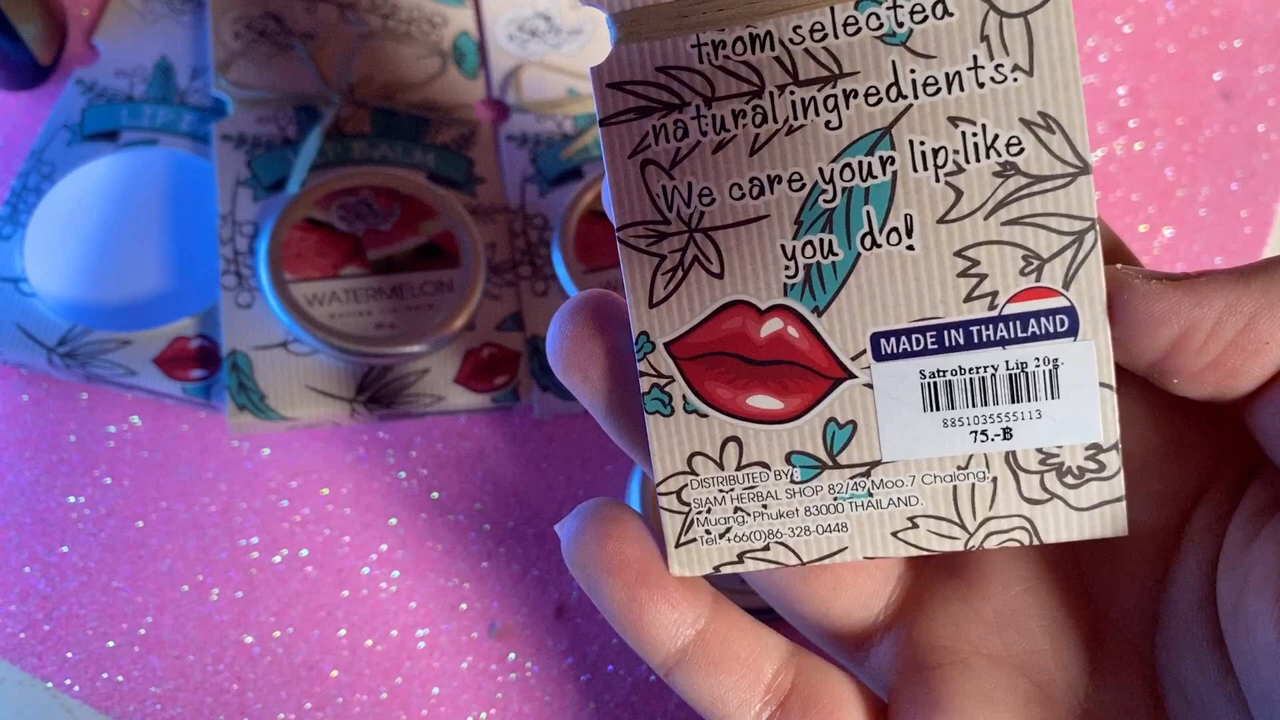 from selected
natural ingredients.
We care your lip like
you do!
MADE IN THAILAND
Satroberry Lip 20g.
8851035555113
75.-฿
DISTRIBUTED BY :
SIAM HERBAL SHOP 82/49 Moo.7 Chalong,
Muang, Phuket 83000 THAILAND.
Tel. +66(0)86-328-0448
LIP
BALM
WATERMELON